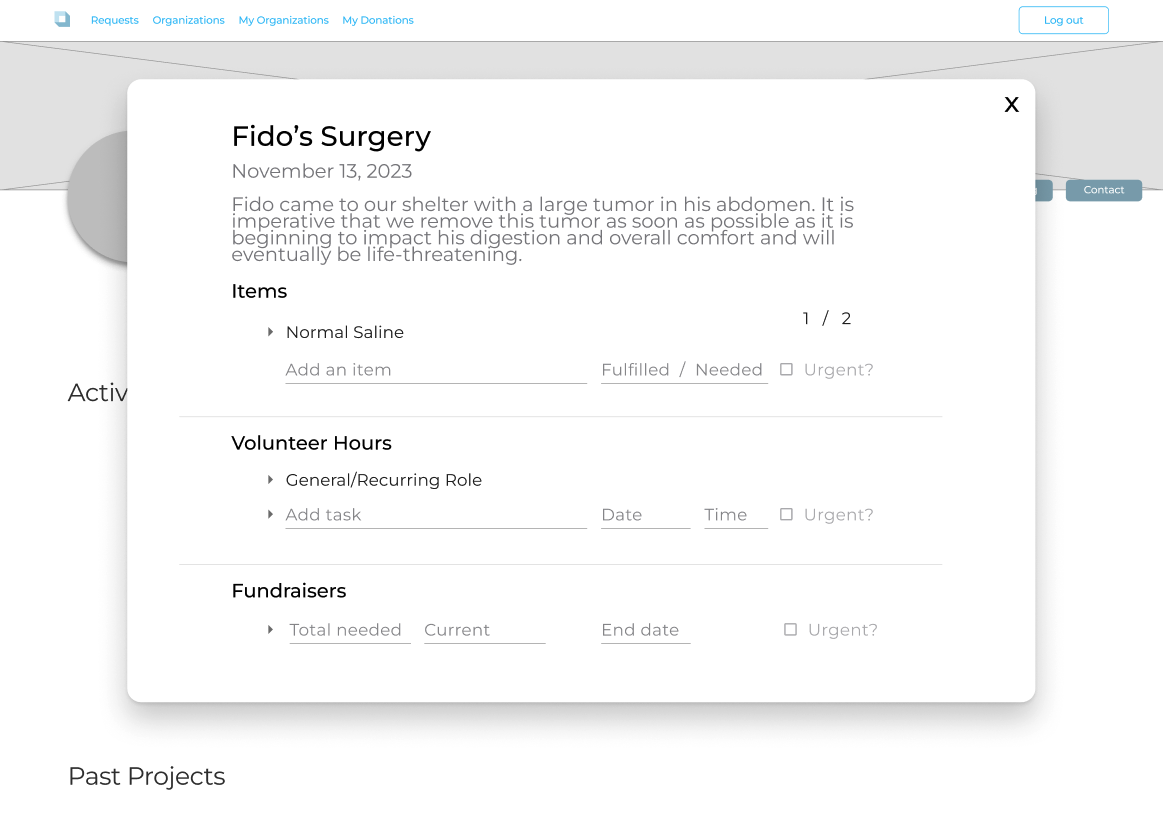 Requests Organizations My Organizations My Donations Log out
X
Fido’s Surgery
November 13, 2023
Contact
Fido came to our shelter with a large tumor in his abdomen. It is
imperative that we remove this tumor as soon as possible as it is
beginning to impact his digestion and overall comfort and will
eventually be life-threatening.
Items
1 / 2
Normal Saline
Add an item Fulfilled / Needed Urgent?
Activ
Volunteer Hours
General/Recurring Role
Add task Date Time Urgent?
Fundraisers
Total needed Current End date Urgent?
Past Projects